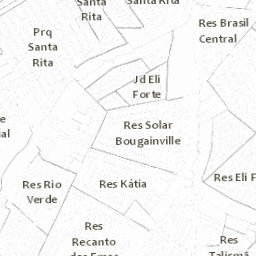 Santa
Rita
Santa Rita
Prq
Santa
Rita
Res Brasil
Central
Jd Eli
Forte
Res Solar
Bougainville
Res Rio
Verde
Res Kátia
Res Eli F
Res
Recanto
Res